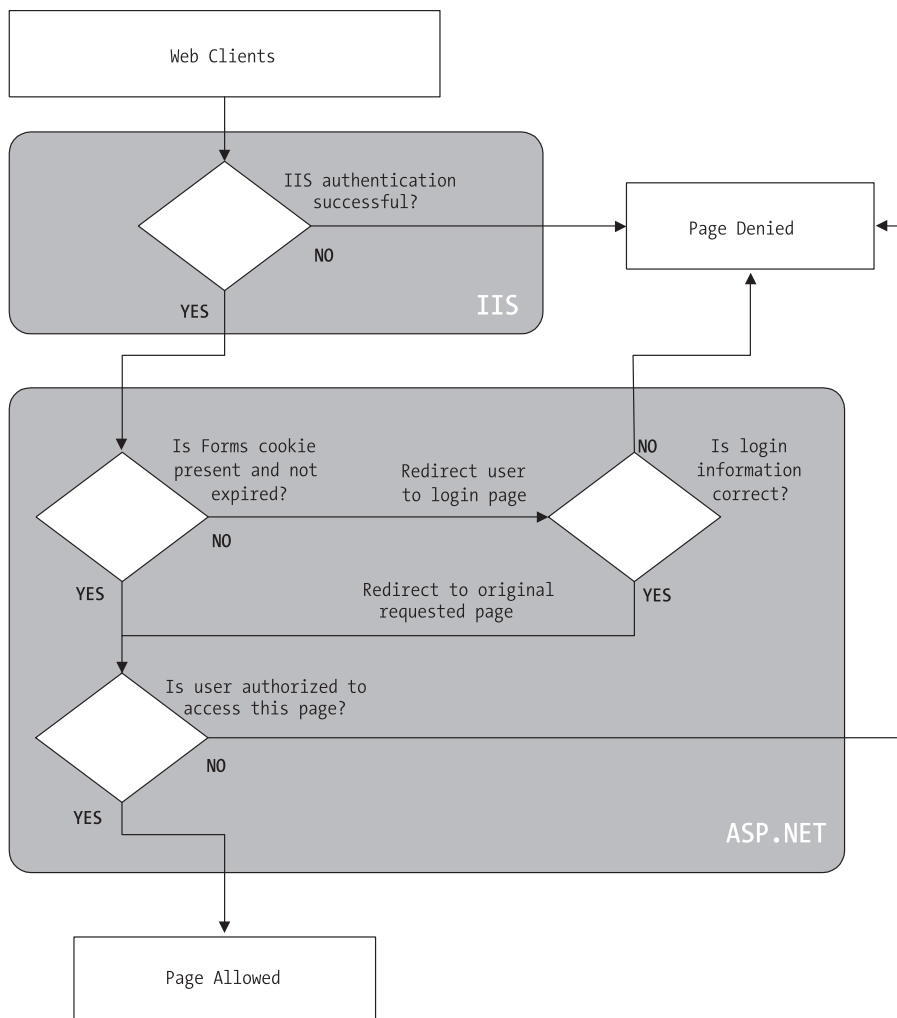 Web Clients
IIS authentication
successful?
NO
YES
IIS
Page Denied
Is Forms cookie
present and not
expired?
NO
YES
Redirect user
to login page
NO
Is login
information
correct?
YES
Redirect to original
requested page
Is user authorized to
access this page?
NO
YES
ASP.NET
Page Allowed